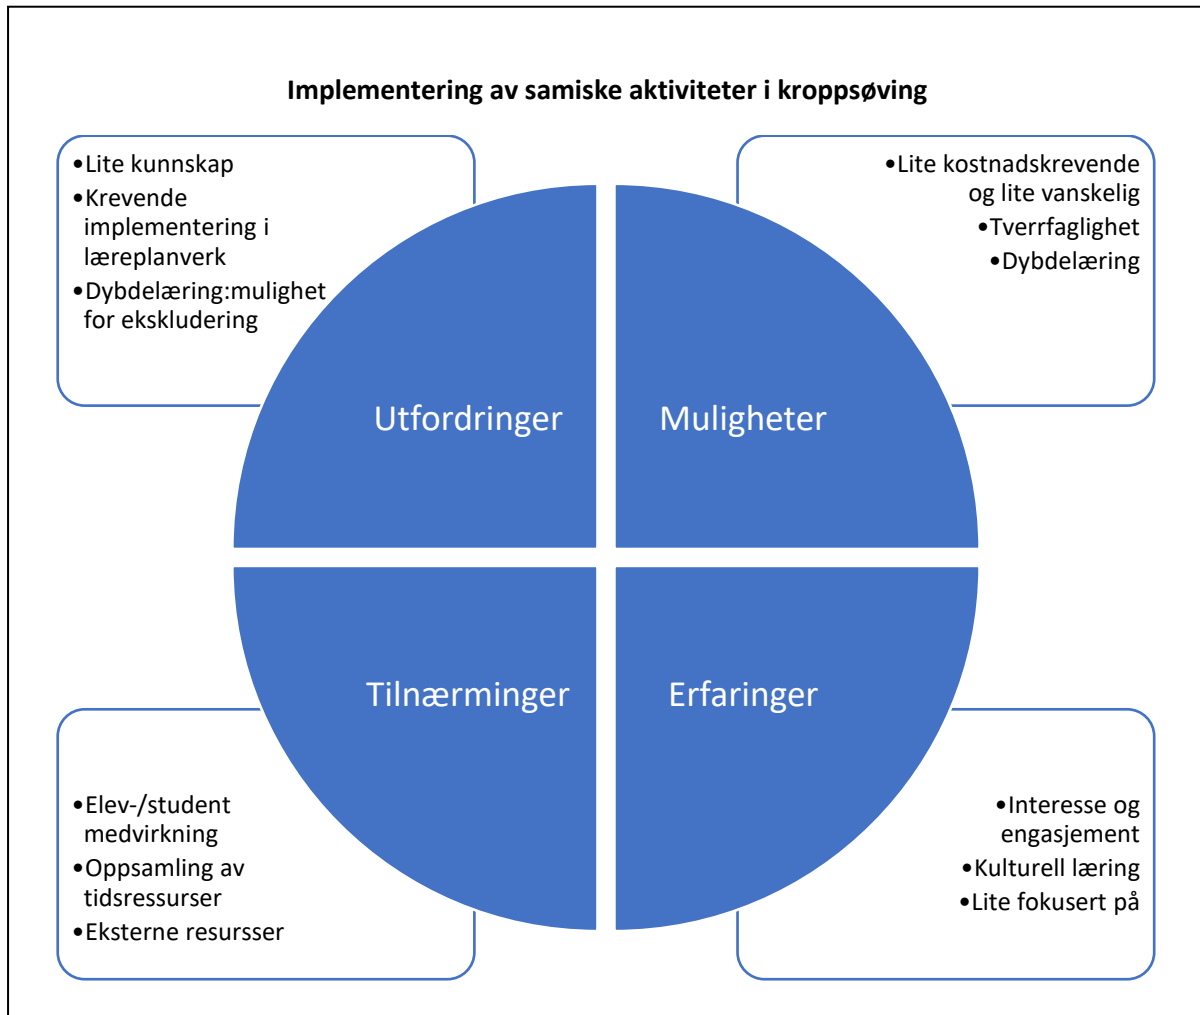 Implementering av samiske aktiviteter i kroppsøving
•Lite kunnskap
•Krevende
implementering i
læreplanverk
•Dybdelæring:mulighet
for ekskludering
•Lite kostnadskrevende
og lite vanskelig
•Tverrfaglighet
•Dybdelæring
Utfordringer
Muligheter
Tilnærminger
Erfaringer
•Elev-/student
medvirkning
•Oppsamling av
tidsressurser
•Eksterne resursser
•Interesse og
engasjement
•Kulturell læring
•Lite fokusert på